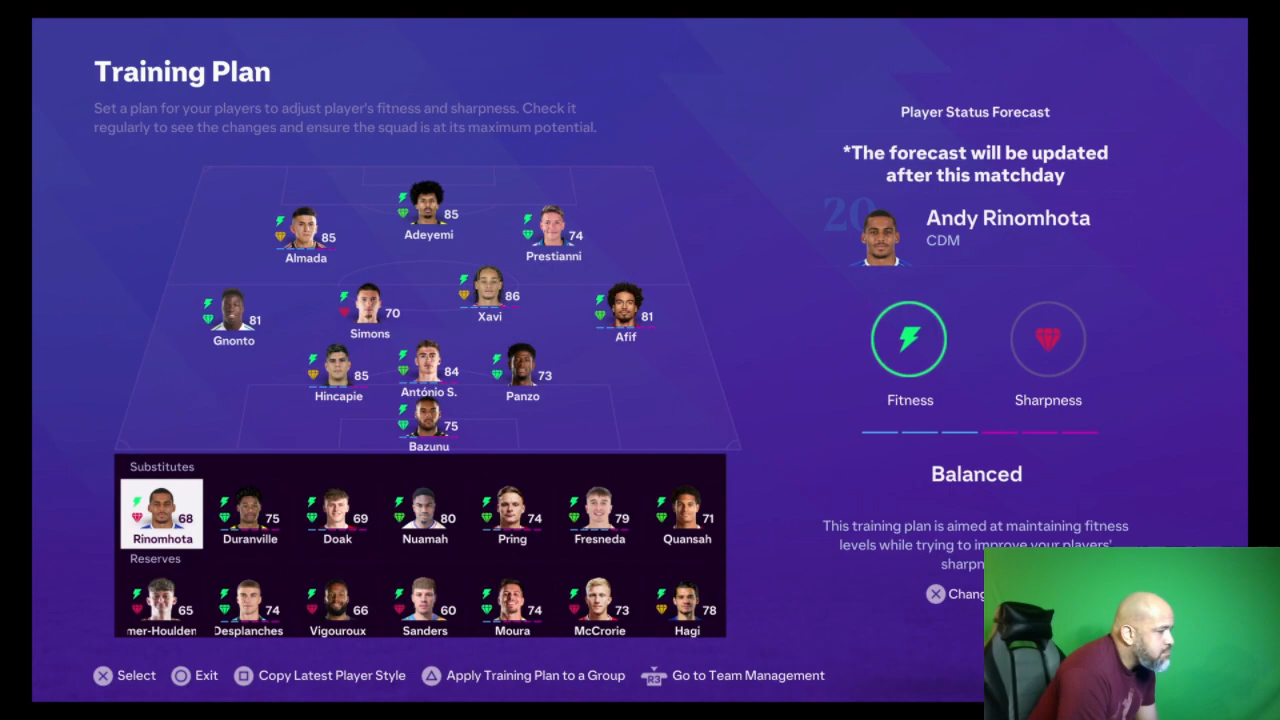 Training Plan
Set a plan for your players to adjust player's fitness and sharpness. Check it
regularly to see the changes and ensure the squad is at its maximum potential.
Player Status Forecast
*The forecast will be updated
after this matchday
20
Andy Rinomhota
CDM
Fitness
Sharpness
Balanced
This training plan is aimed at maintaining fitness
levels while trying to improve your players'
sharpn
Chang
85
Adeyemi
85
Almada
74
Prestianni
86
Xavi
81
Gnonto
70
Simons
81
Afif
85
Hincapie
84
António S.
73
Panzo
75
Bazunu
Substitutes
68
Rinomhota
75
Duranville
69
Doak
80
Nuamah
74
Pring
79
Fresneda
71
Quansah
Reserves
65
mer-Houlden
74
Desplanches
66
Vigouroux
60
Sanders
74
Moura
73
McCrorie
78
Hagi
Select
Exit
Copy Latest Player Style
Apply Training Plan to a Group
R3
Go to Team Management